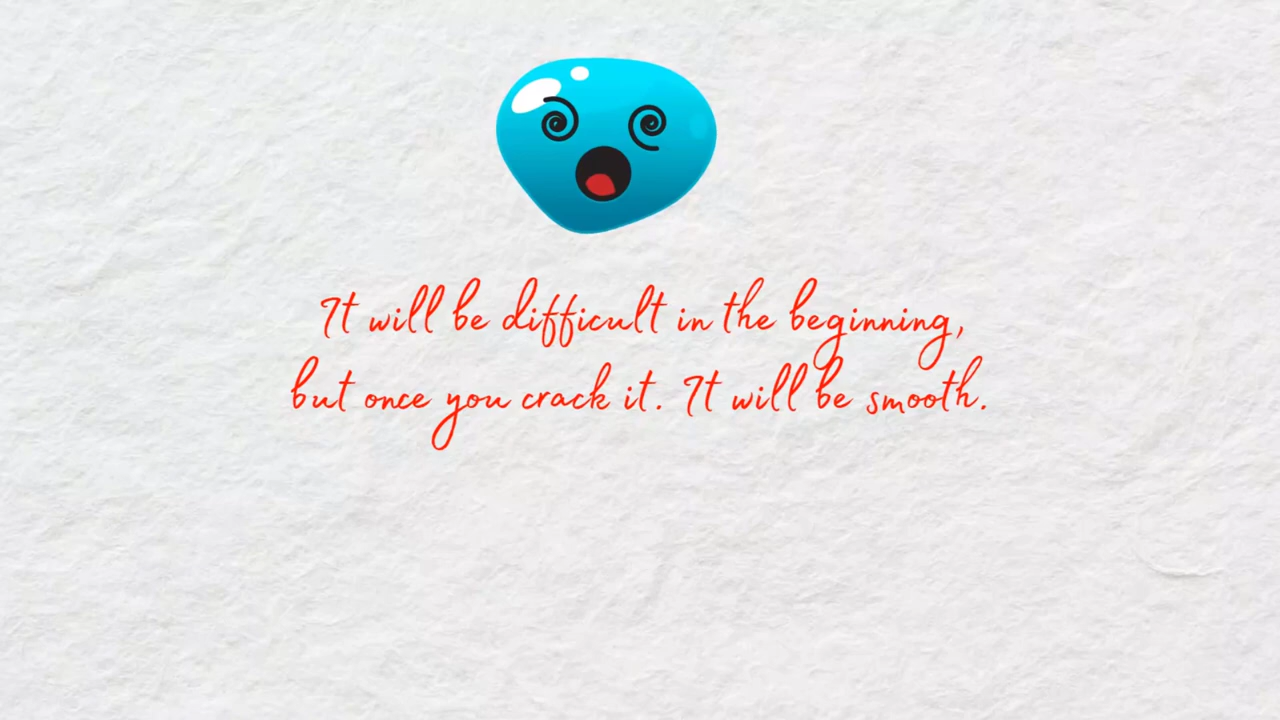 It will be difficult in the beginning,
but once you crack it. It will be smooth.